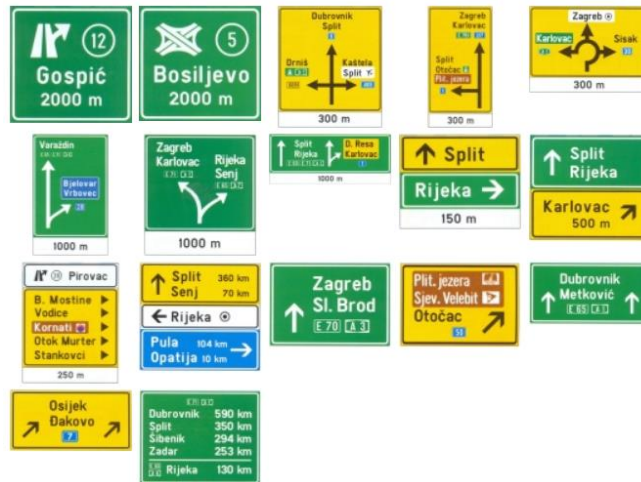 12
Gospić
2000 m
5
Bosiljevo
2000 m
Dubrovnik
Split
Drniš
Kaštela
Split
300 m
Zagreb
Karlovac
Split
Otočac
Plit. jezera
300 m
Zagreb
Karlovac
Sisak
300 m
Varaždin
Bjelovar
Vrbovec
1000 m
Zagreb
Karlovac
Rijeka
Senj
1000 m
Split
Rijeka
D. Resa
Karlovac
1000 m
Split
Rijeka
150 m
Split
Rijeka
Karlovac
500 m
Pirovac
B. Mostine
Vodice
Kornati
Otok Murter
Stankovci
250 m
Split 360 km
Senj 70 km
Rijeka
Pula 104 km
Opatija 10 km
Zagreb
Sl. Brod
E 70 A 3
Plit. jezera
Sjev. Velebit
Otočac
Dubrovnik
Metković
E 65 A 1
Osijek
Đakovo
7
Dubrovnik 590 km
Split 350 km
Šibenik 294 km
Zadar 253 km
Rijeka 130 km